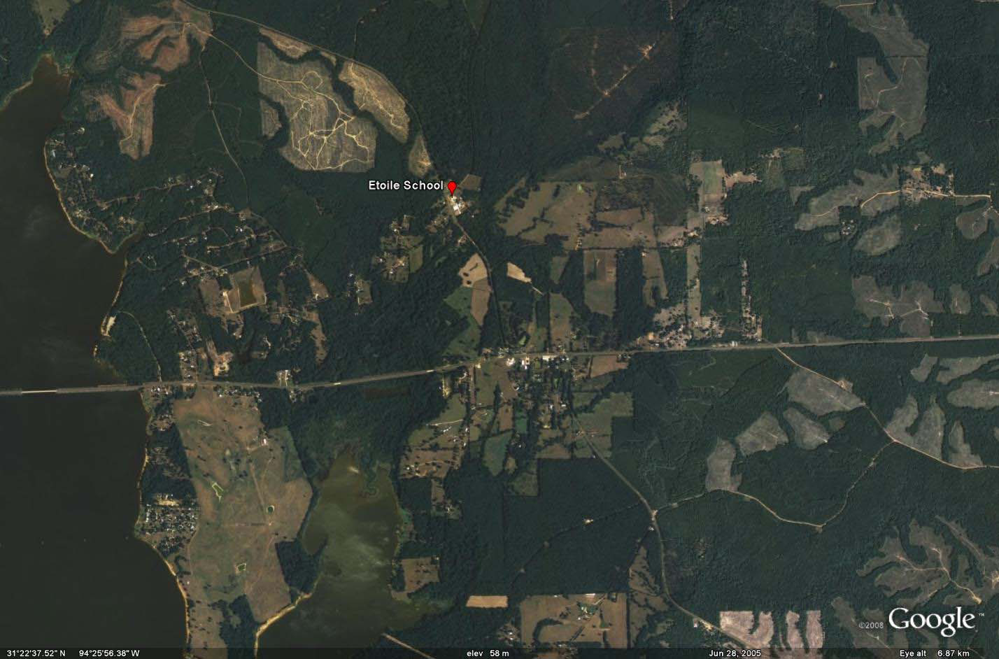 Etoile School
©2008 Google™
31°22'37.52" N 94°25'56.38" W elev 58 m Jun 28, 2005 Eye alt 6.87 km